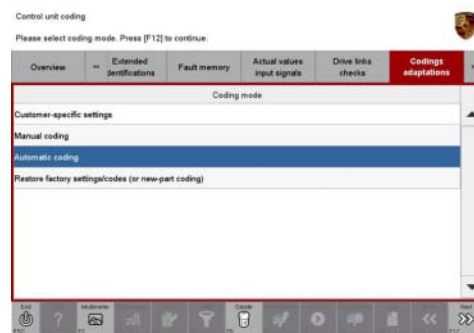 Control unit coding
Please select coding mode. Press [F12] to continue.
Overview
<<
Extended
identifications
Fault memory
Actual values
input signals
Drive links
checks
Codings
adaptations
Coding mode
Customer-specific settings
Manual coding
Automatic coding
Restore factory settings/codes (or new-part coding)
End
?
Multimeter
<<
Next
>>